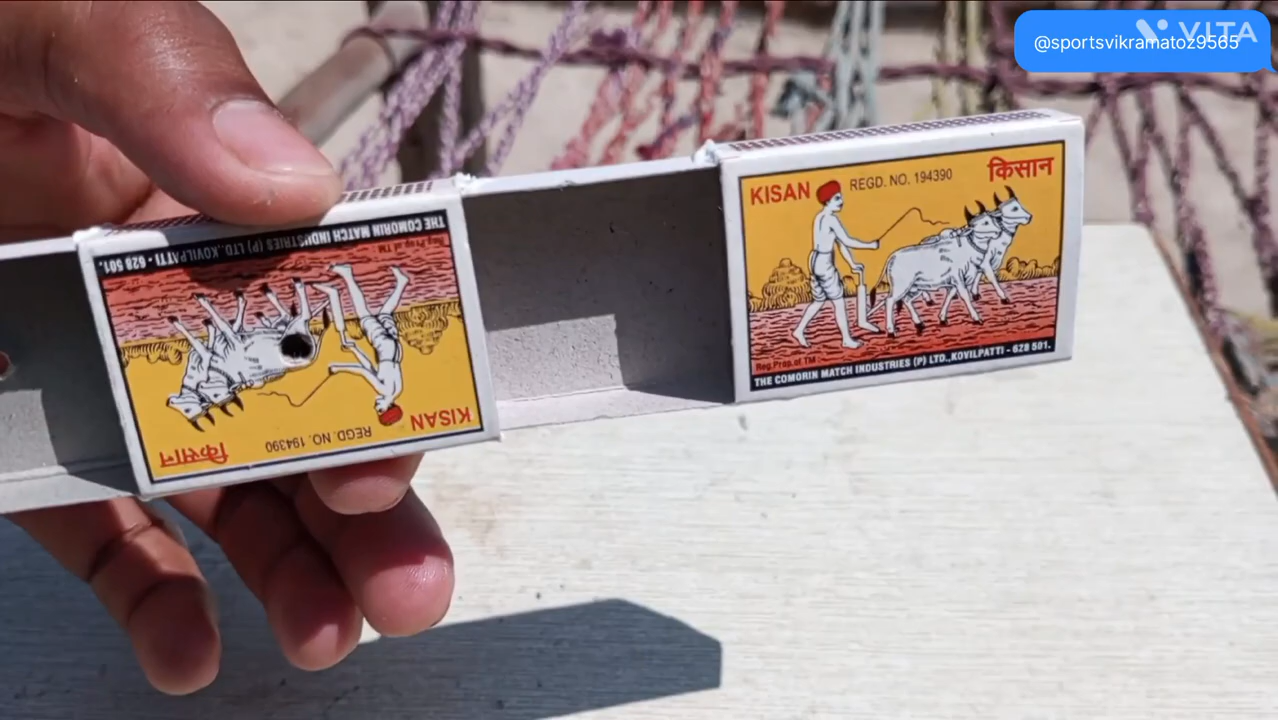 VITA
@sportsvikramatoz9565
KISAN
REGD. NO. 194390
किसान
Reg.Prop.of TM
THE COMORIN MATCH INDUSTRIES (P) LTD.,KOVILPATTI - 628 501.
THE COMORIN MATCH INDUSTRIES (P) LTD.,KOVILPATTI - 628 501.
Reg.Prop.of TM
KISAN
REGD. NO. 194390
किसान